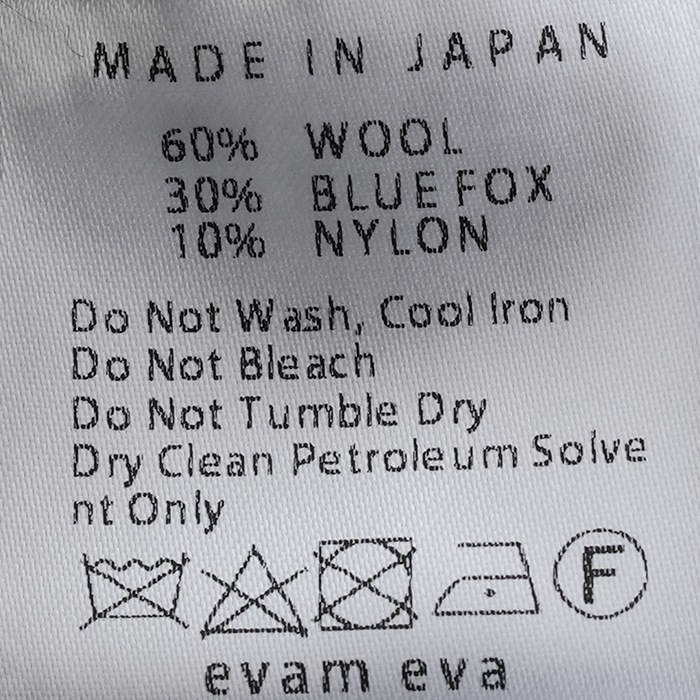 MADE IN JAPAN
60% WOOL
30% BLUE FOX
10% NYLON
Do Not Wash, Cool Iron
Do Not Bleach
Do Not Tumble Dry
Dry Clean Petroleum Solve
nt Only
F
evam eva